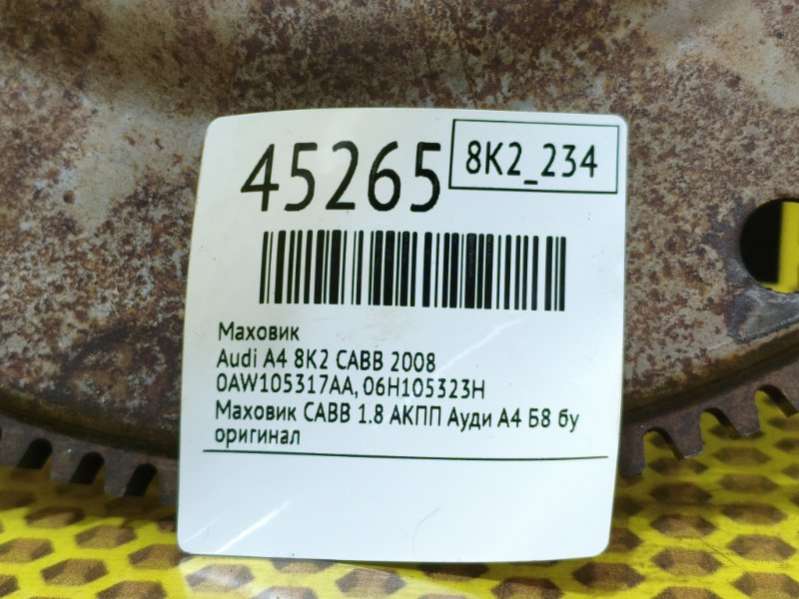 45265
8K2_234
Маховик
Audi A4 8K2 CABB 2008
0AW105317AA, 06H105323H
Маховик CABB 1.8 АКПП Ауди А4 Б8 бу
оригинал